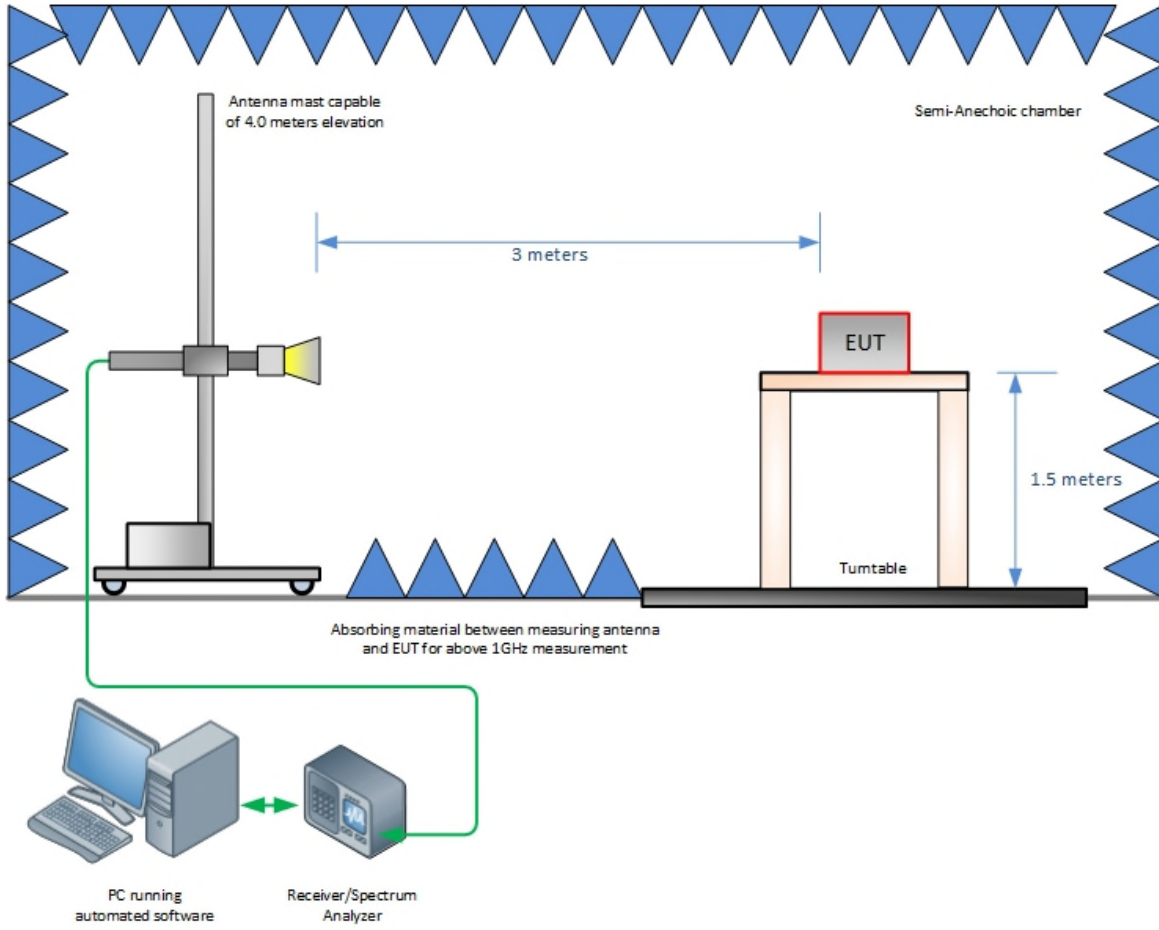 Antenna mast capable
of 4.0 meters elevation
Semi-Anechoic chamber
3 meters
EUT
1.5 meters
Turntable
Absorbing material between measuring antenna
and EUT for above 1GHz measurement
PC running
automated software
Receiver/Spectrum
Analyzer